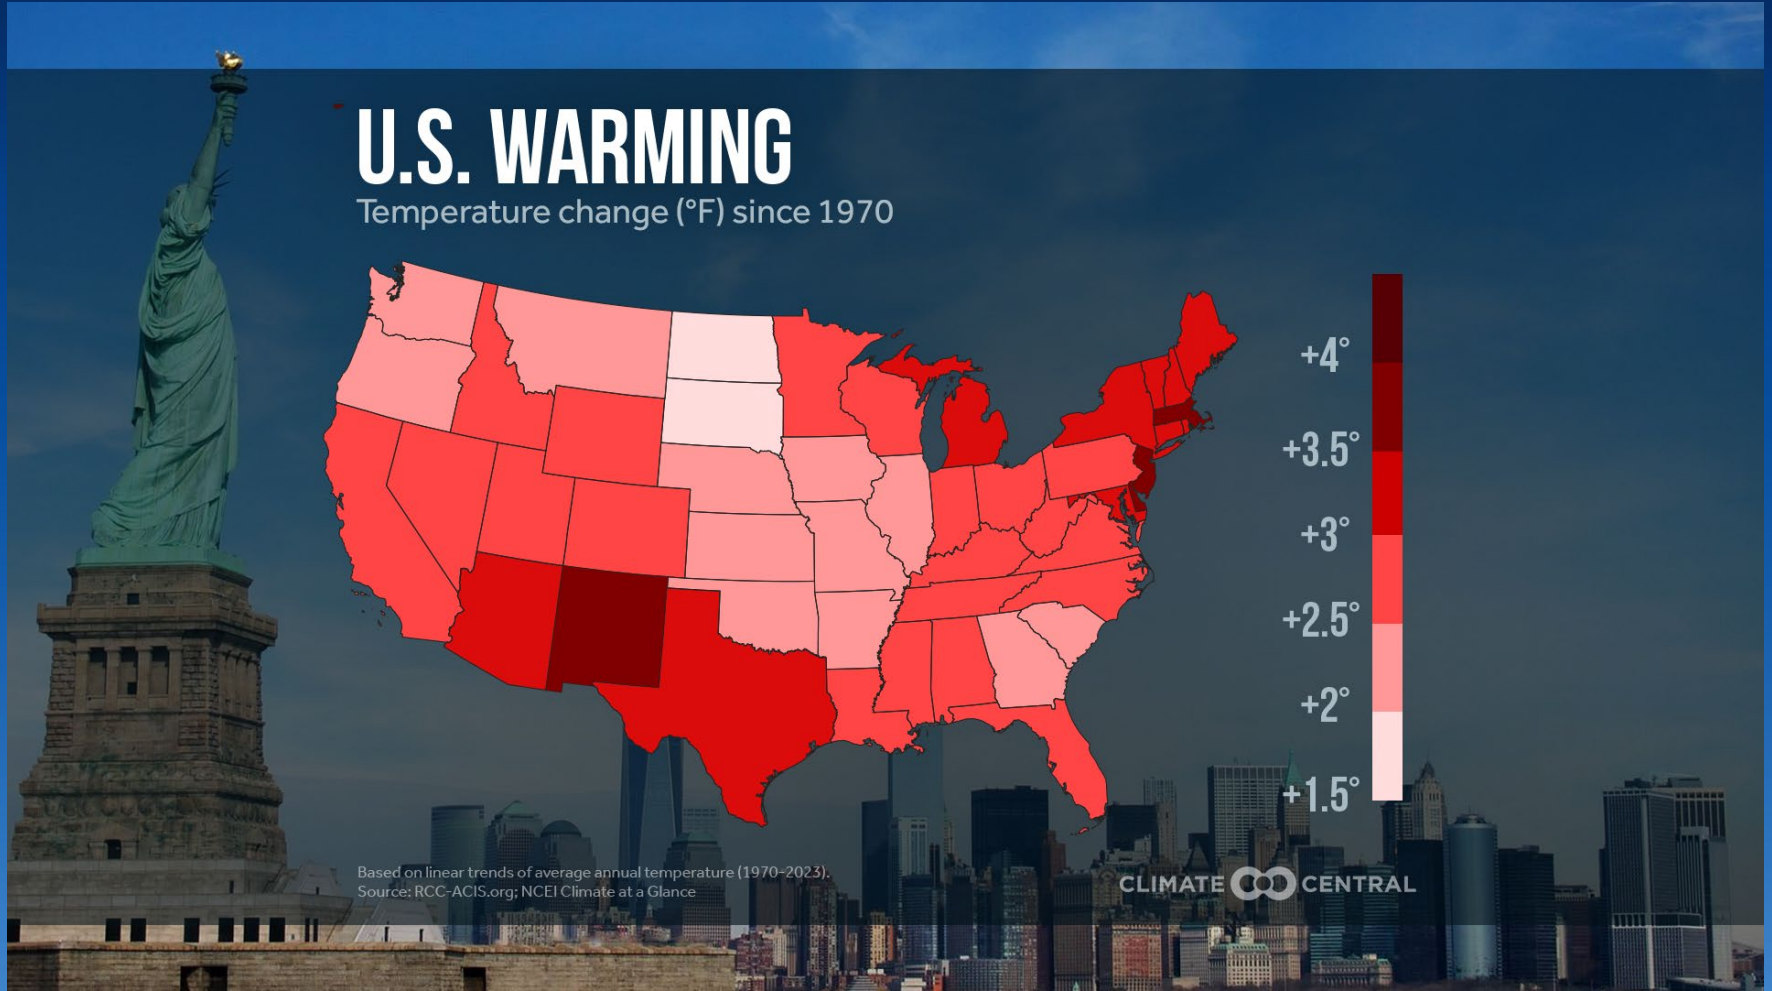 U.S. WARMING
Temperature change (°F) since 1970
+4°
+3.5°
+3°
+2.5°
+2°
+1.5°
Based on linear trends of average annual temperature (1970-2023).
Source: RCC-ACIS.org; NCEI Climate at a Glance
CLIMATE CENTRAL